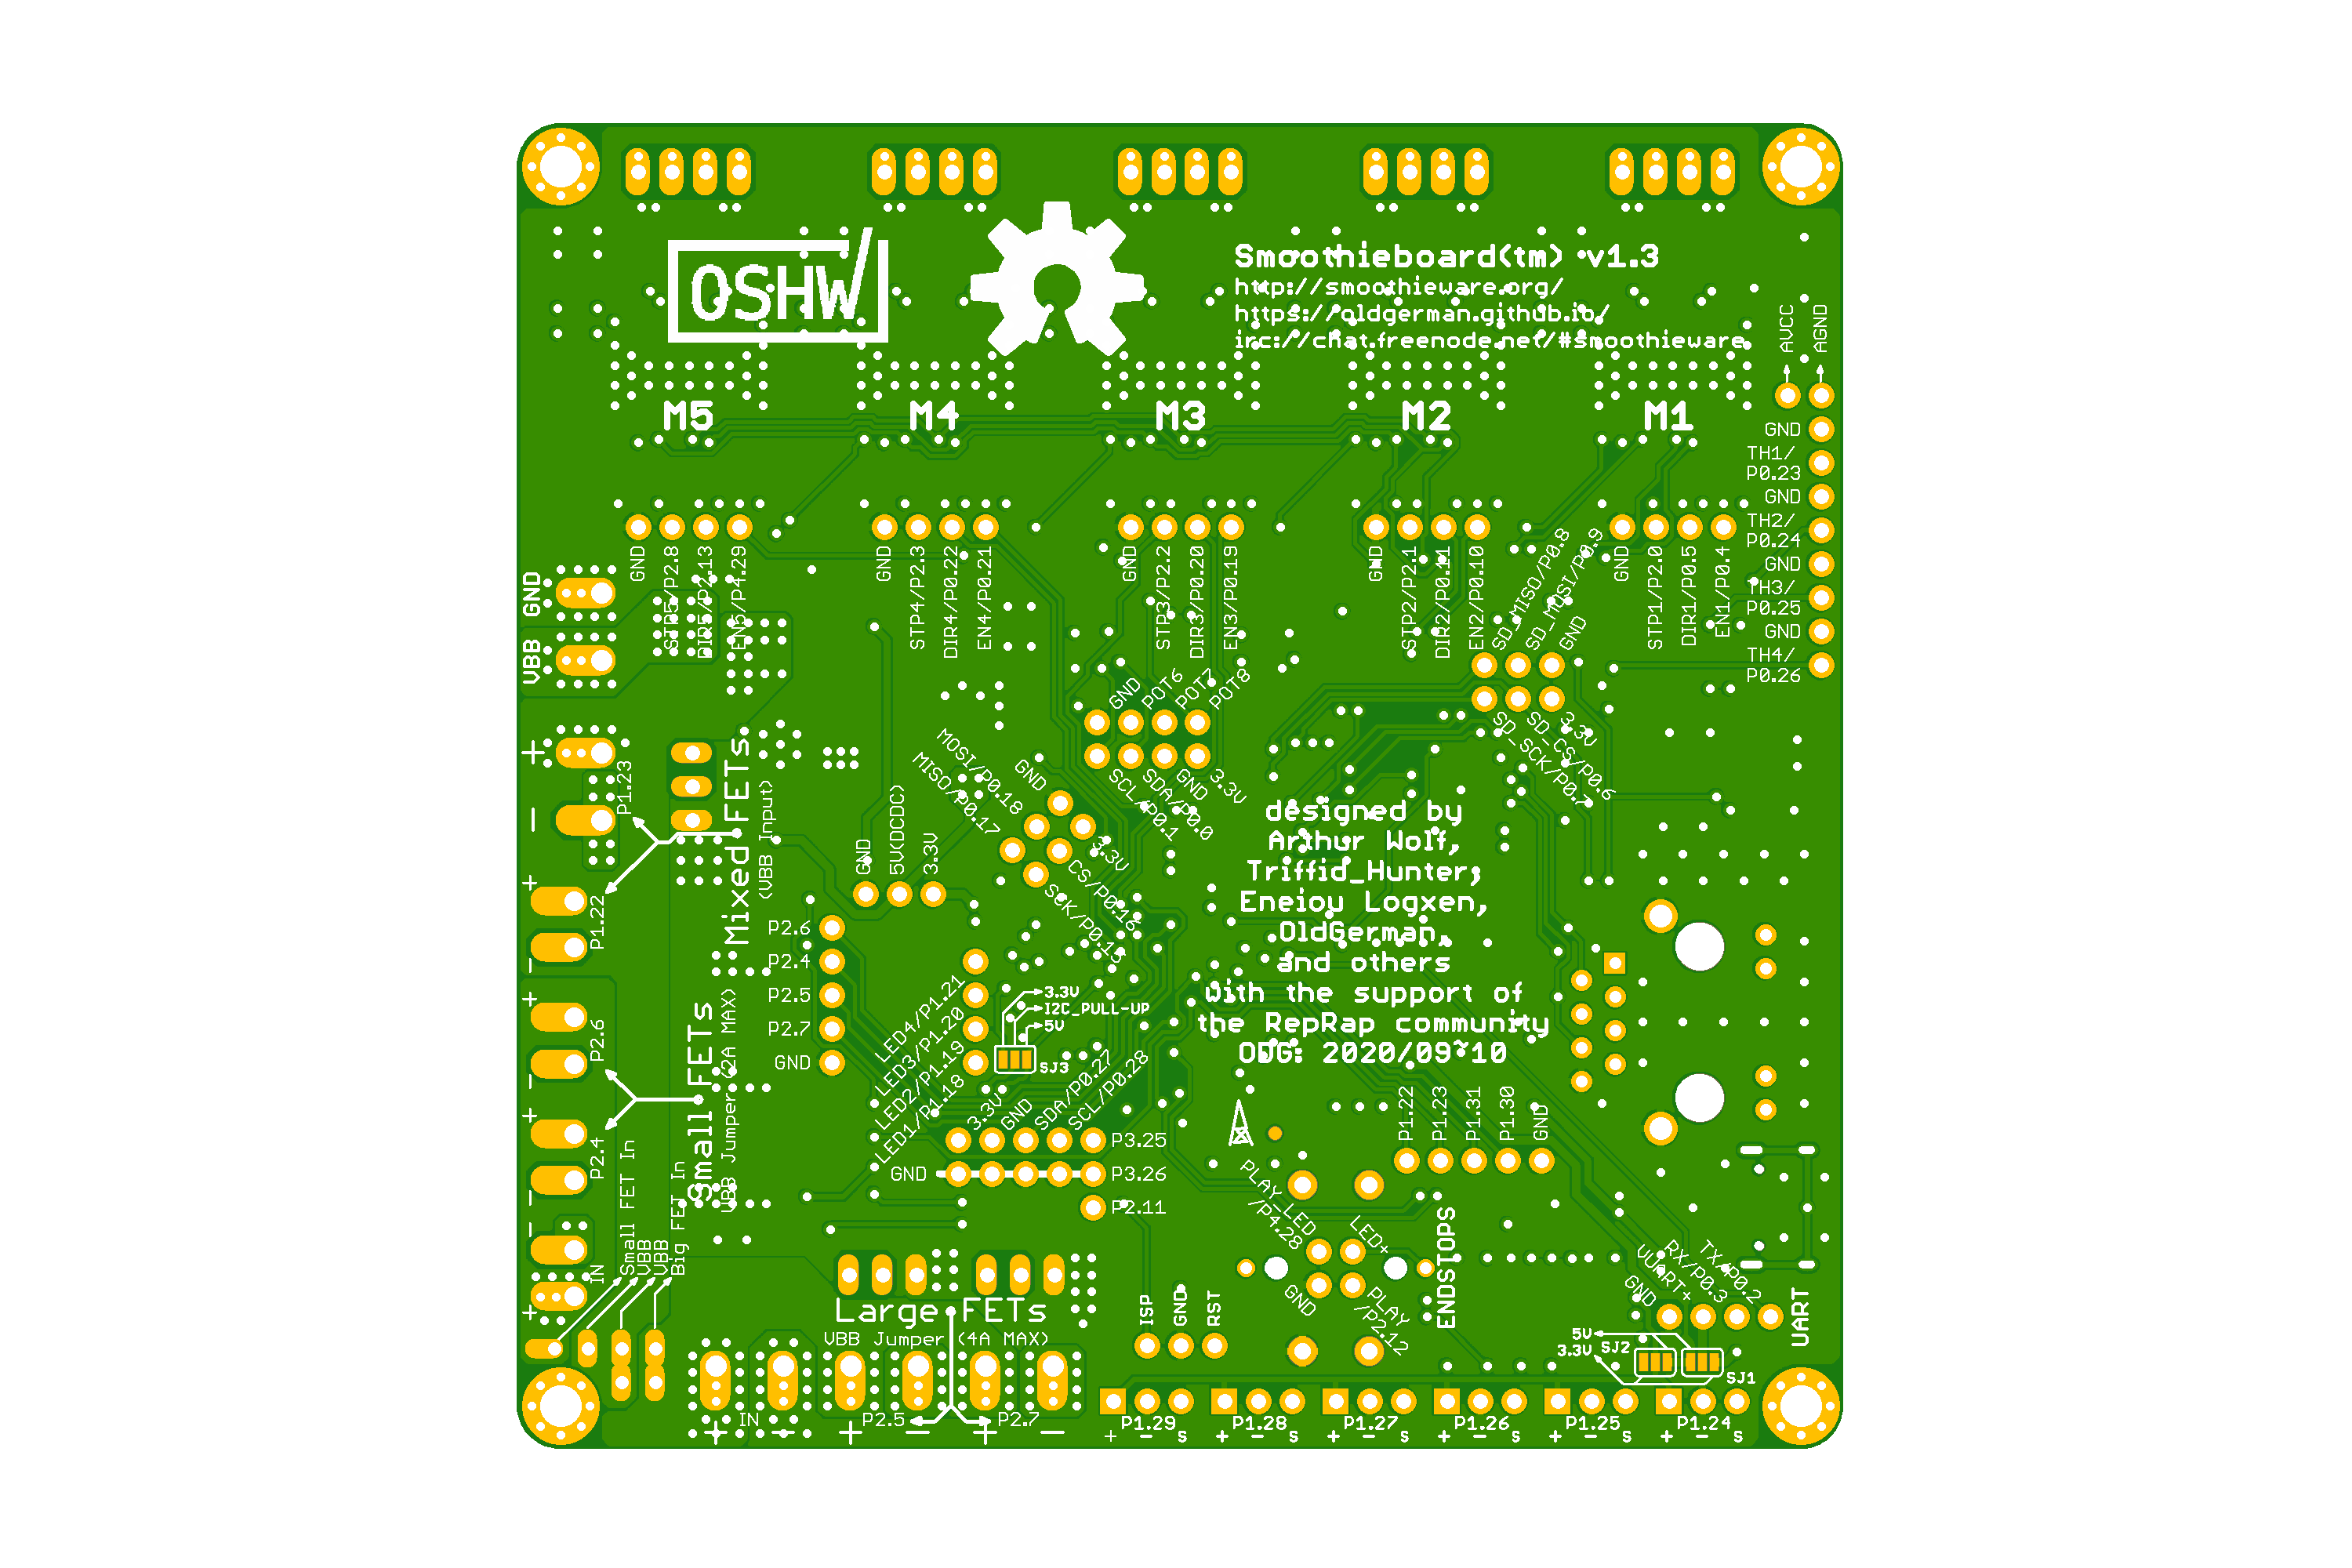 OSHW
Smoothieboard(tm) v1.3
http://smoothieware.org/
https://oldgerman.github.io/
irc://chat.freenode.net/#smoothieware
AVCC
AGND
M5
M4
M3
M2
M1
GND
TH1/
P0.23
GND
TH2/
P0.24
GND
TH3/
P0.25
GND
TH4/
P0.26
GND
STP5/P2.8
DIR5/P2.13
EN5/P4.29
GND
STP4/P2.3
DIR4/P0.22
EN4/P0.21
GND
STP3/P2.2
DIR3/P0.20
EN3/P0.19
GND
STP2/P2.1
DIR2/P0.11
EN2/P0.10
SD_MISO/P0.8
SD_MOSI/P0.9
GND
GND
STP1/P2.0
DIR1/P0.5
EN1/P0.4
GND
VBB
GND
POT6
POT7
POT8
SD_SCK/P0.7
SD_CS/P0.6
3.3V
SCL/P0.1
SDA/P0.0
GND
3.3V
MOSI/P0.18
MISO/P0.17
GND
3.3V
CS/P0.16
SCK/P0.15
+
P1.23
-
+
P1.22
-
Mixed FETs
(VBB Input)
GND
5V(DCDC)
3.3V
designed by
Arthur Wolf,
Triffid_Hunter,
Eneiou Logxen,
OldGerman,
and others
with the support of
the RepRap community
ODG: 2020/09~10
P2.6
P2.4
P2.5
P2.7
GND
LED4/P1.21
LED3/P1.20
LED2/P1.19
LED1/P1.18
3.3V
I2C_PULL-UP
5V
SJ3
+
P2.6
-
+
P2.4
-
Small FETs
VBB Jumper (2A MAX)
3.3V
GND
SDA/P0.27
SCL/P0.28
P3.25
GND
P3.26
P2.11
P1.22
P1.23
P1.31
P1.30
GND
ENDSTOPS
PLAY_LED
/P4.28
LED+
GND
PLAY
/P2.12
-
IN
+
Small FET In
VBB
VBB
Big FET In
Large FETs
VBB Jumper (4A MAX)
ISP
GND
RST
GND
UART+
RX/P0.3
TX/P0.2
UART
5V
3.3V
SJ2
SJ1
IN
P2.5
P2.7
+ - + - + -
P1.29
P1.28
P1.27
P1.26
P1.25
P1.24
+ - s + - s + - s + - s + - s + - s